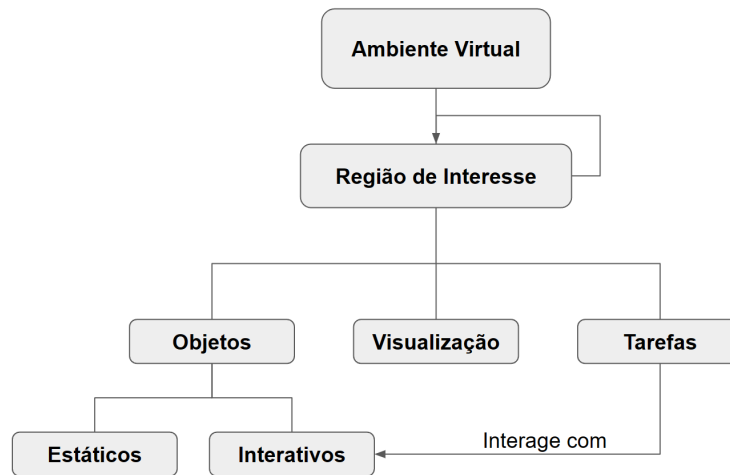 Ambiente Virtual
Região de Interesse
Objetos
Visualização
Tarefas
Estáticos
Interativos
Interage com